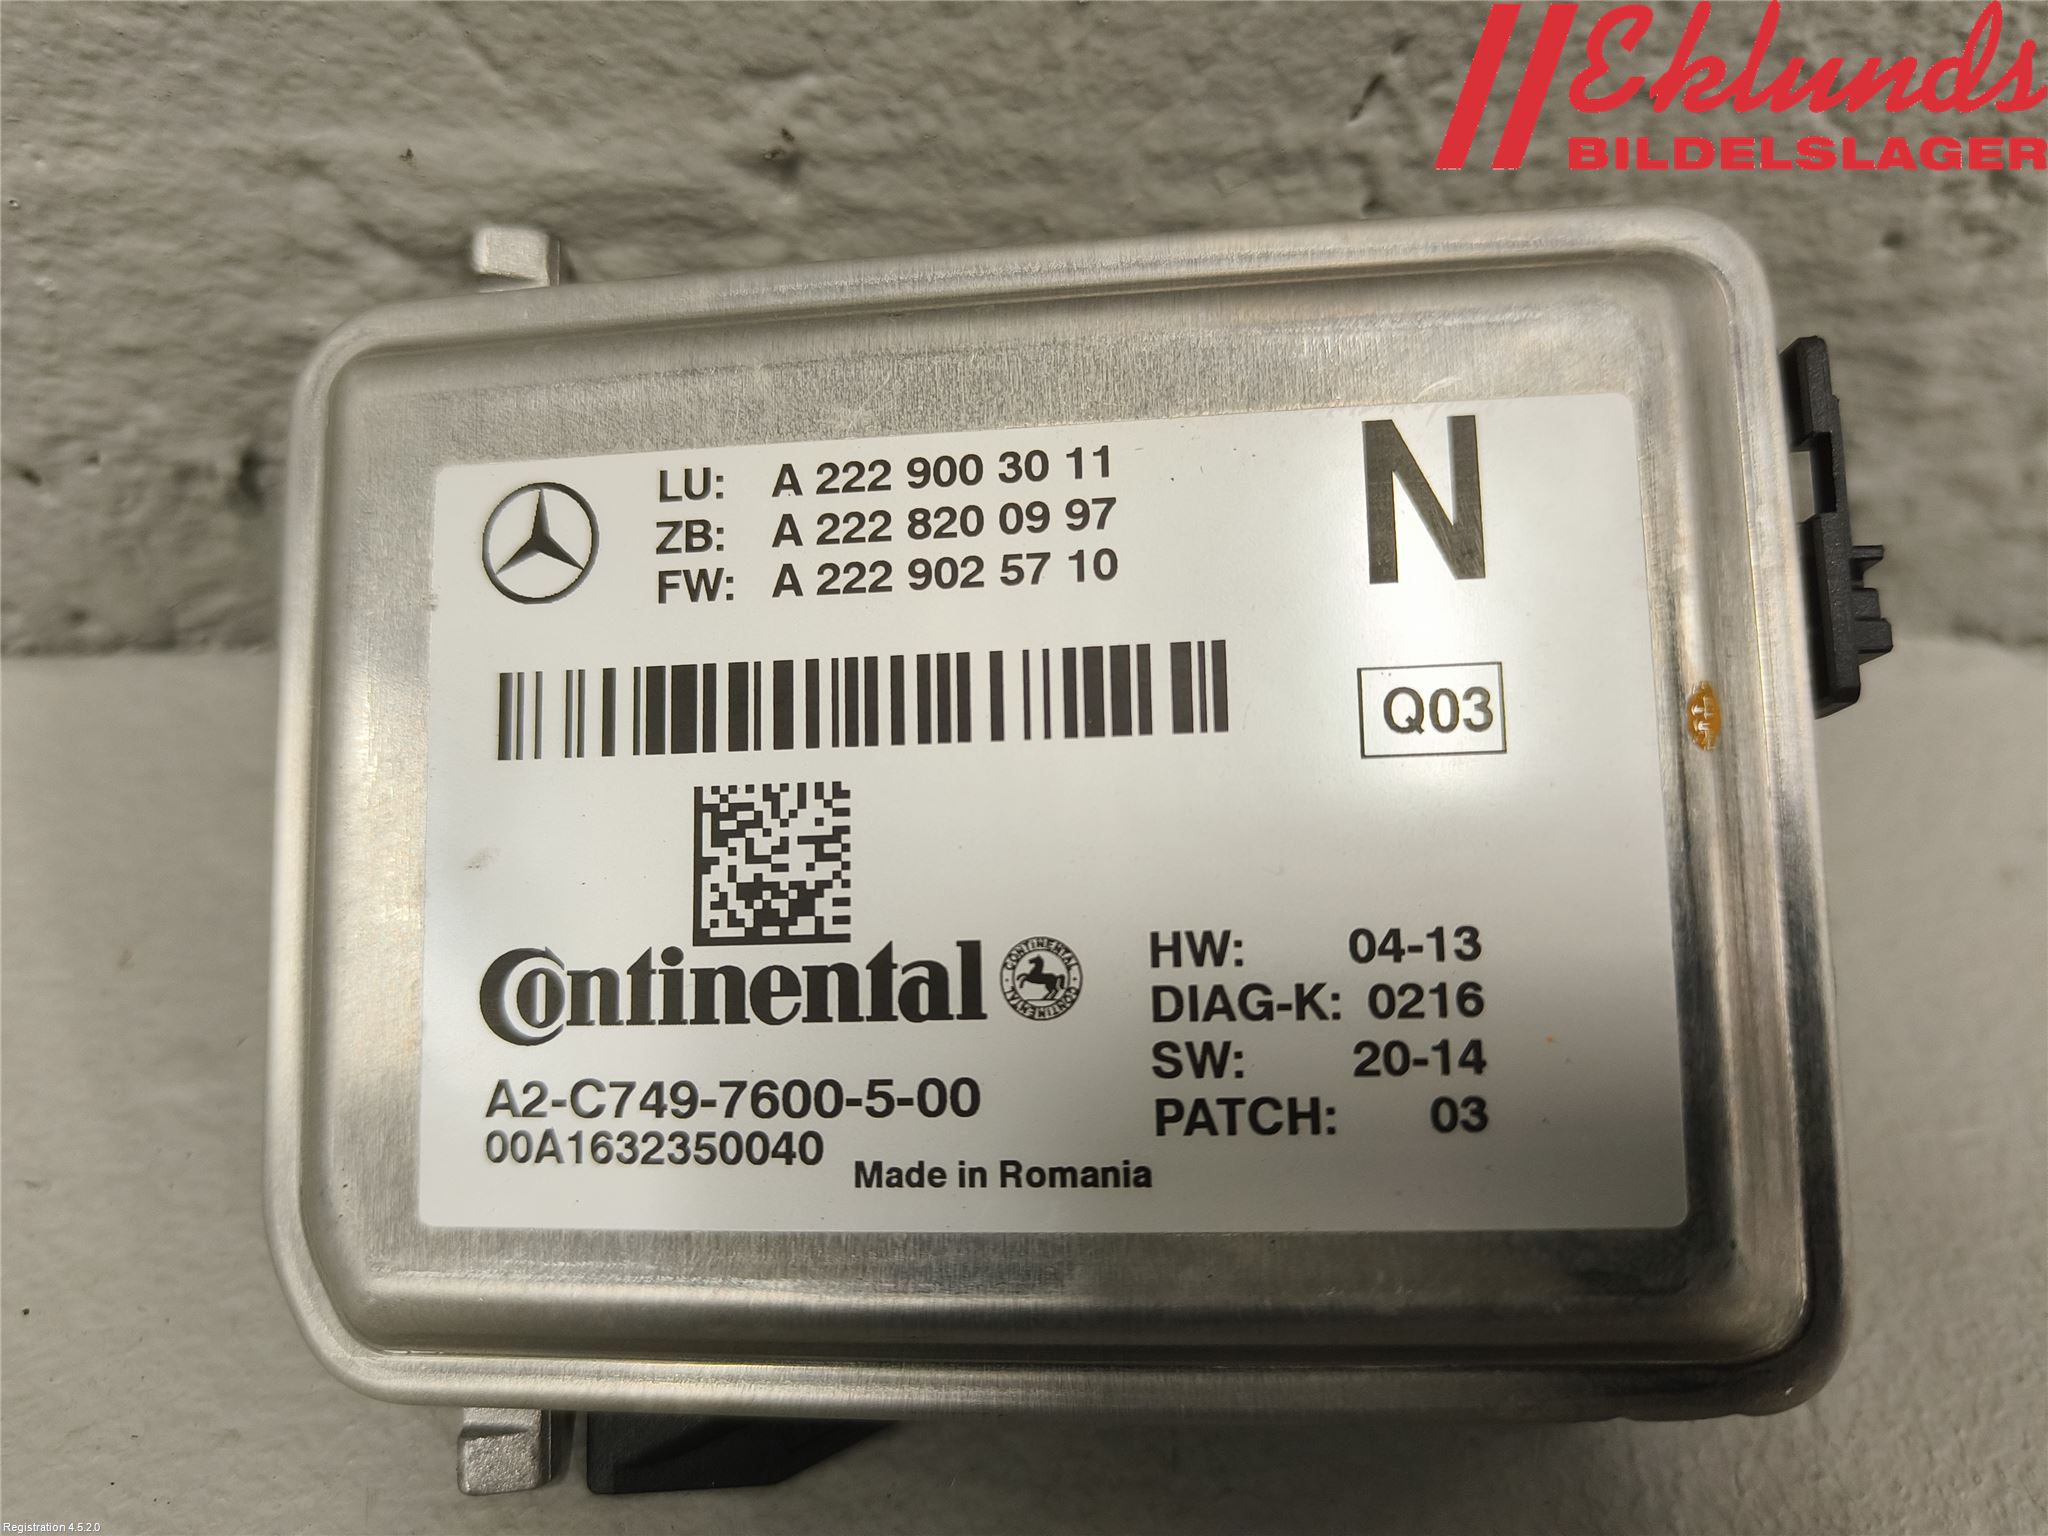 Eklunds
BILDELSLAGER
LU: A 222 900 30 11
ZB: A 222 820 09 97
FW: A 222 902 57 10
N
Q03
Continental
CONTINENTAL CONTINENTAL
HW: 04-13
DIAG-K: 0216
SW: 20-14
PATCH: 03
A2-C749-7600-5-00
00A1632350040
Made in Romania
Registration 4.5.2.0